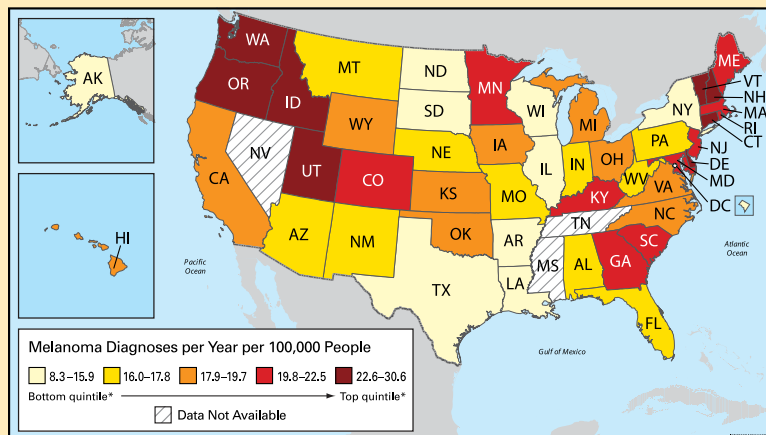 AK
HI
WA
OR
ID
MT
WY
NV
UT
CA
CO
AZ
NM
ND
SD
NE
KS
OK
TX
MN
IA
MO
AR
LA
WI
IL
MI
IN
OH
KY
TN
MS
AL
GA
FL
SC
NC
VA
WV
PA
NY
ME
VT
NH
MA
RI
CT
NJ
DE
MD
DC
Pacific
Ocean
Atlantic
Ocean
Gulf of Mexico
Melanoma Diagnoses per Year per 100,000 People
8.3–15.9 16.0–17.8 17.9–19.7 19.8–22.5 22.6–30.6
Bottom quintile* Top quintile*
Data Not Available